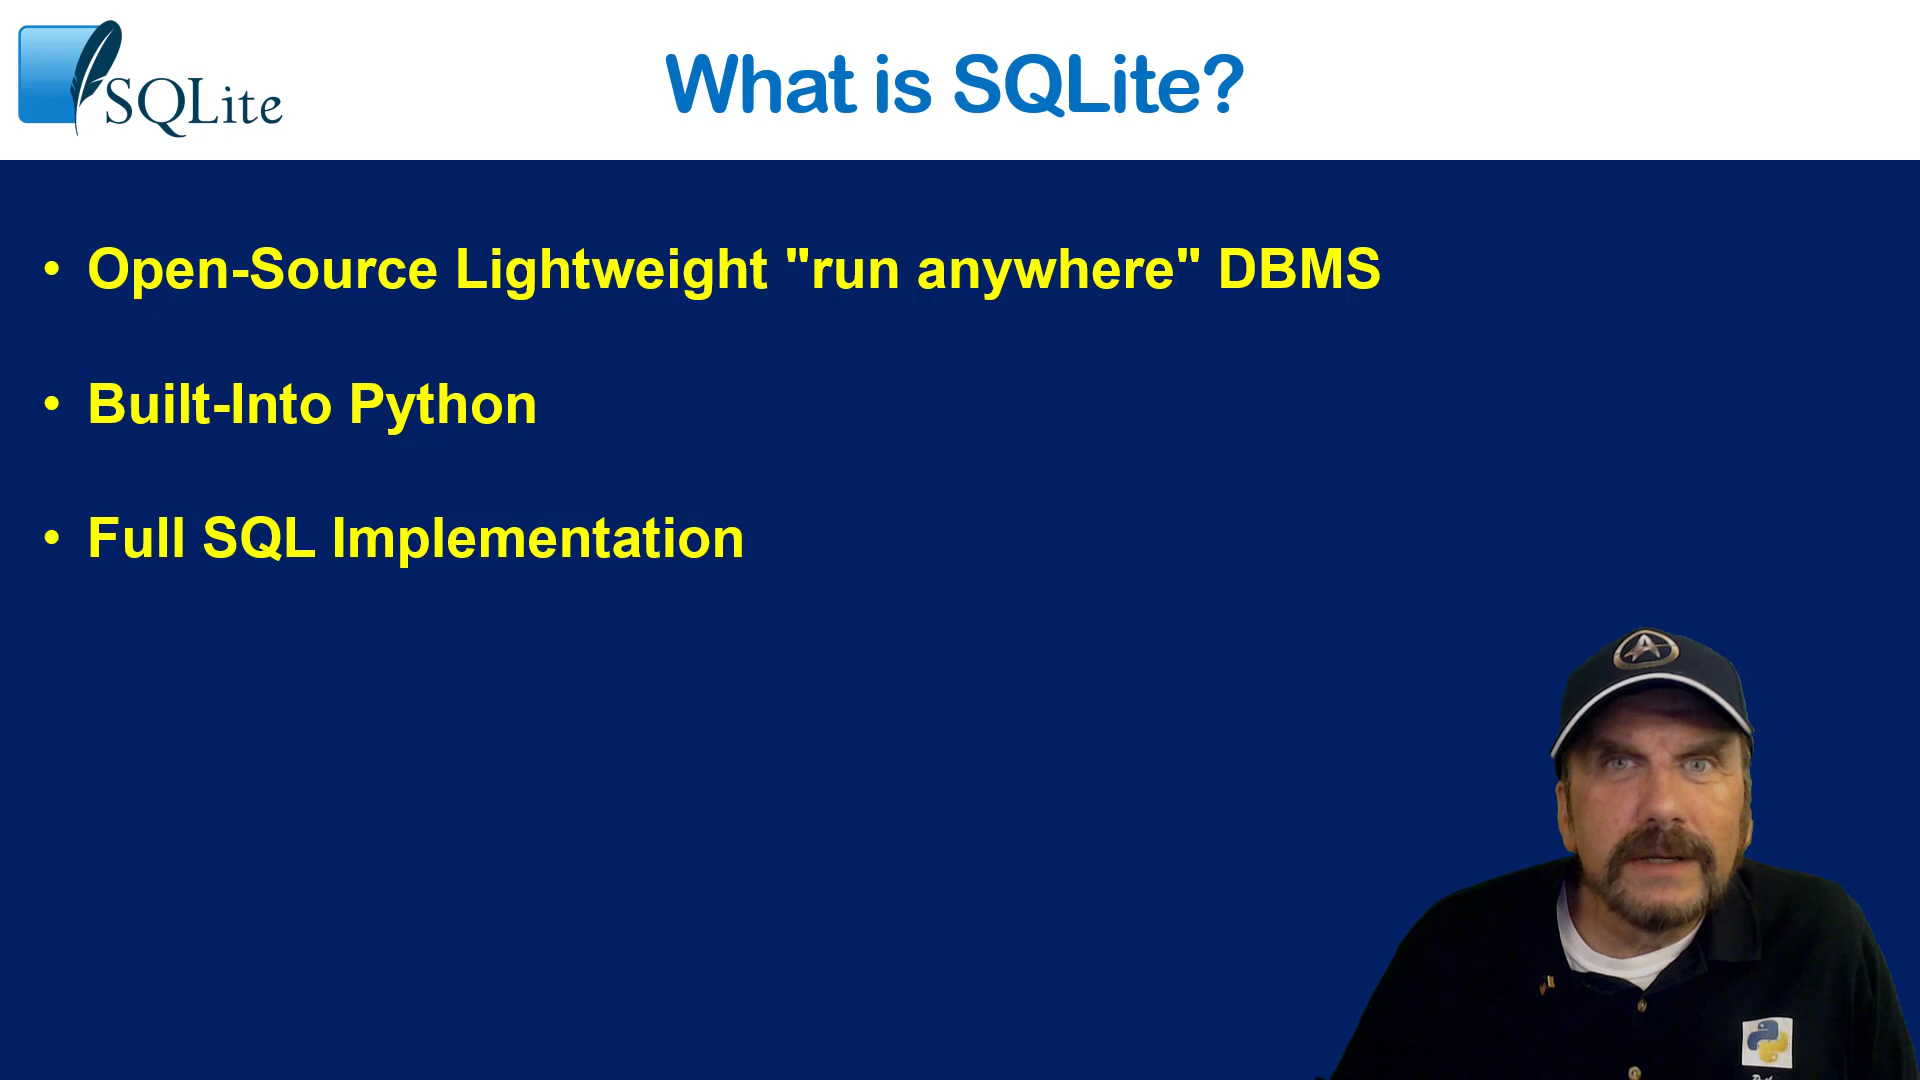 SQLite
What is SQLite?
• Open-Source Lightweight "run anywhere" DBMS
• Built-Into Python
• Full SQL Implementation